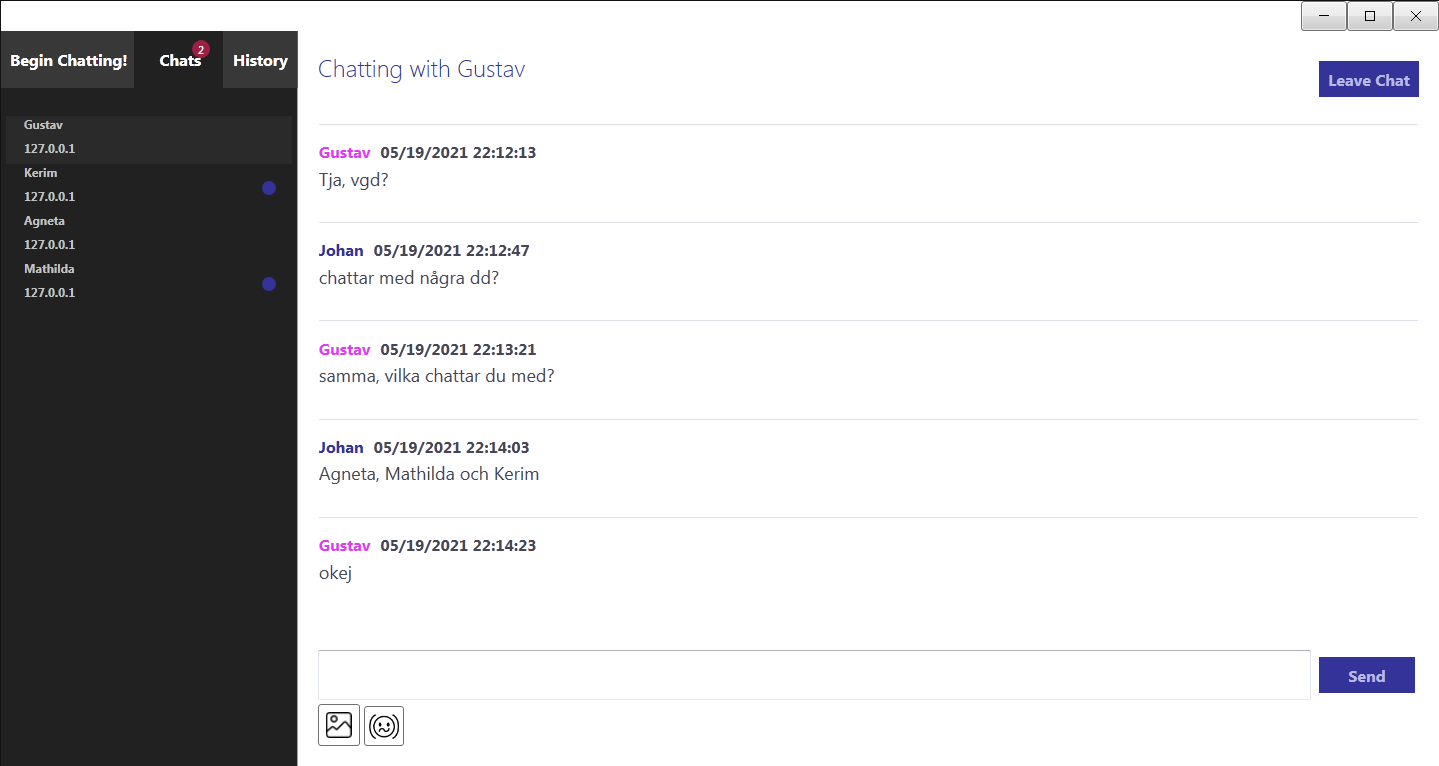 Begin Chatting!
Chats
2
History
Gustav
127.0.0.1
Kerim
127.0.0.1
Agneta
127.0.0.1
Mathilda
127.0.0.1
Chatting with Gustav
Leave Chat
Gustav 05/19/2021 22:12:13
Tja, vgd?
Johan 05/19/2021 22:12:47
chattar med några dd?
Gustav 05/19/2021 22:13:21
samma, vilka chattar du med?
Johan 05/19/2021 22:14:03
Agneta, Mathilda och Kerim
Gustav 05/19/2021 22:14:23
okej
Send